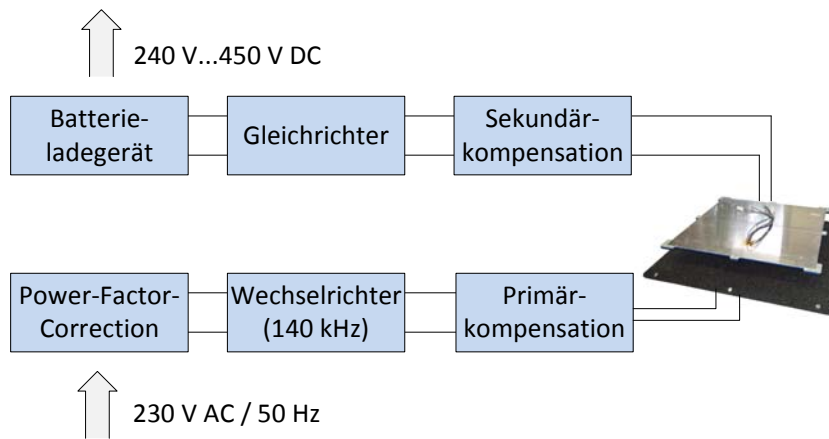 240 V...450 V DC
Batterie-
ladegerät
Gleichrichter
Sekundär-
kompensation
Power-Factor-
Correction
Wechselrichter
(140 kHz)
Primär-
kompensation
230 V AC / 50 Hz